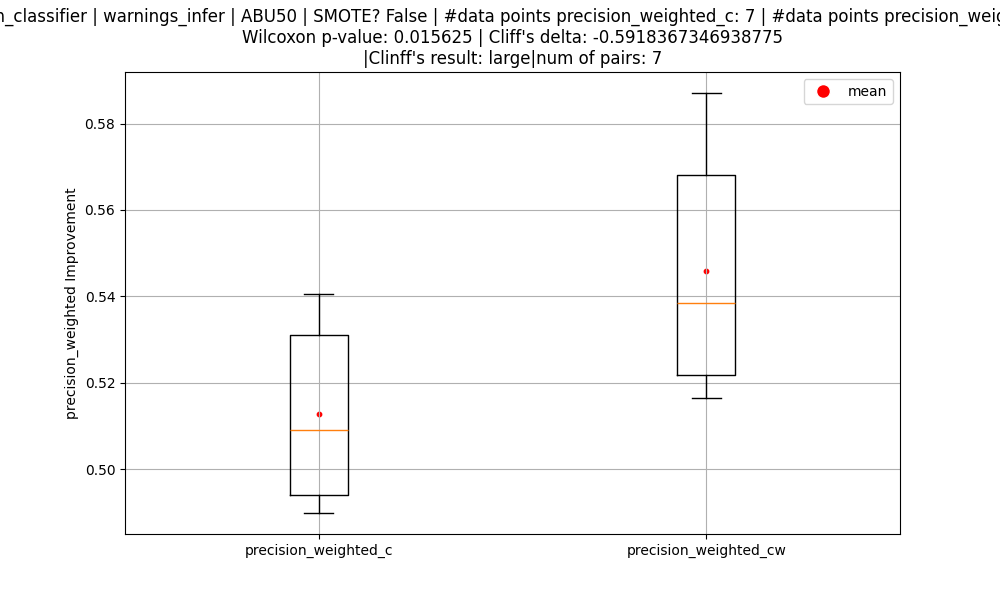 _classifier | warnings_infer | ABU50 | SMOTE? False | #data points precision_weighted_c: 7 | #data points
Wilcoxon p-value: 0.015625 | Cliff's delta: -0.5918367346938775
|Clinff's result: large|num of pairs: 7
mean
0.58
0.56
0.54
0.52
0.50
precision_weighted Improvement
precision_weighted_c
precision_weighted_cw